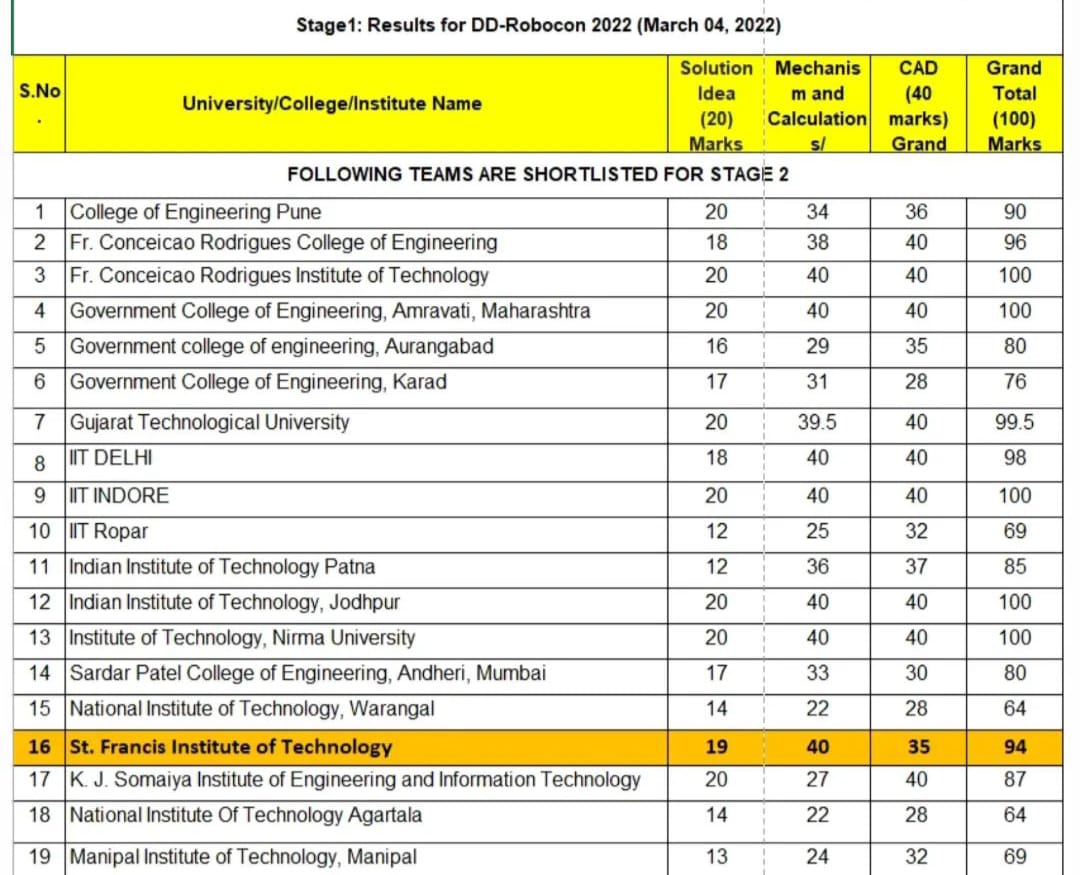 Stage1: Results for DD-Robocon 2022 (March 04, 2022)
S.No. University/College/Institute Name Solution Idea (20) Marks Mechanism and Calculations/ CAD (40 marks) Grand Grand Total (100) Marks
FOLLOWING TEAMS ARE SHORTLISTED FOR STAGE 2
1 College of Engineering Pune 20 34 36 90
2 Fr. Conceicao Rodrigues College of Engineering 18 38 40 96
3 Fr. Conceicao Rodrigues Institute of Technology 20 40 40 100
4 Government College of Engineering, Amravati, Maharashtra 20 40 40 100
5 Government college of engineering, Aurangabad 16 29 35 80
6 Government College of Engineering, Karad 17 31 28 76
7 Gujarat Technological University 20 39.5 40 99.5
8 IIT DELHI 18 40 40 98
9 IIT INDORE 20 40 40 100
10 IIT Ropar 12 25 32 69
11 Indian Institute of Technology Patna 12 36 37 85
12 Indian Institute of Technology, Jodhpur 20 40 40 100
13 Institute of Technology, Nirma University 20 40 40 100
14 Sardar Patel College of Engineering, Andheri, Mumbai 17 33 30 80
15 National Institute of Technology, Warangal 14 22 28 64
16 St. Francis Institute of Technology 19 40 35 94
17 K. J. Somaiya Institute of Engineering and Information Technology 20 27 40 87
18 National Institute Of Technology Agartala 14 22 28 64
19 Manipal Institute of Technology, Manipal 13 24 32 69